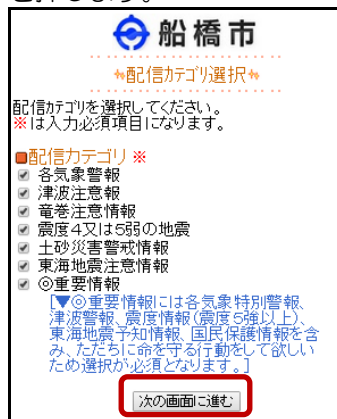 船橋市
配信カテゴリ選択
配信カテゴリを選択してください。
※は入力必須項目になります。
■配信カテゴリ ※
各気象警報
津波注意報
竜巻注意情報
震度4又は5弱の地震
土砂災害警戒情報
東海地震注意情報
◎重要情報
[▼◎重要情報には各気象特別警報、
津波警報、震度情報(震度5強以上)、
東海地震予知情報、国民保護情報を含
み、ただちに命を守る行動をして欲しい
ため選択が必須となります。]
次の画面に進む